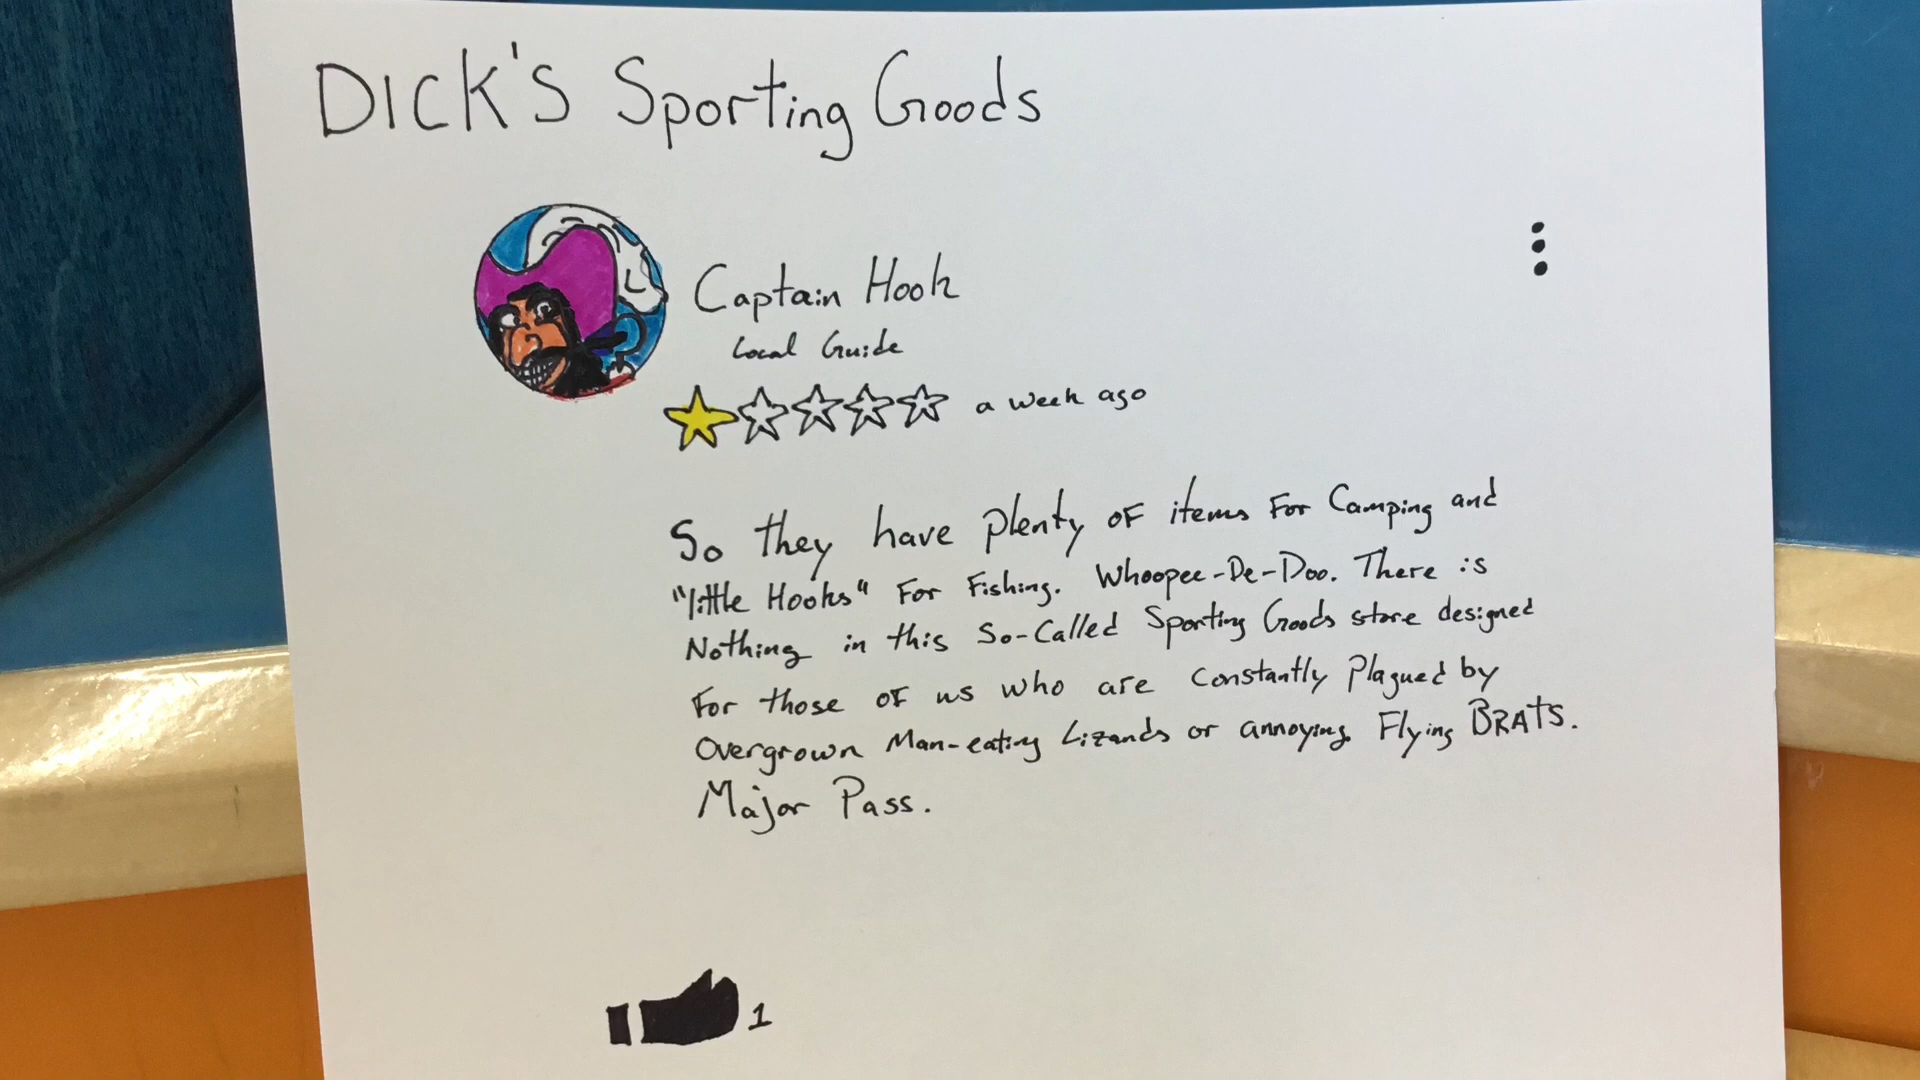 DICK'S Sporting Goods
Captain Hook
Local Guide
a week ago
So they have plenty of items for Camping and
"little Hooks" for Fishing. Whoopee-De-Doo. There is
Nothing in this So-Called Sporting Goods store designed
For those of us who are constantly plagued by
Overgrown Man-eating Lizards or annoying Flying BRATS.
Major Pass.
1